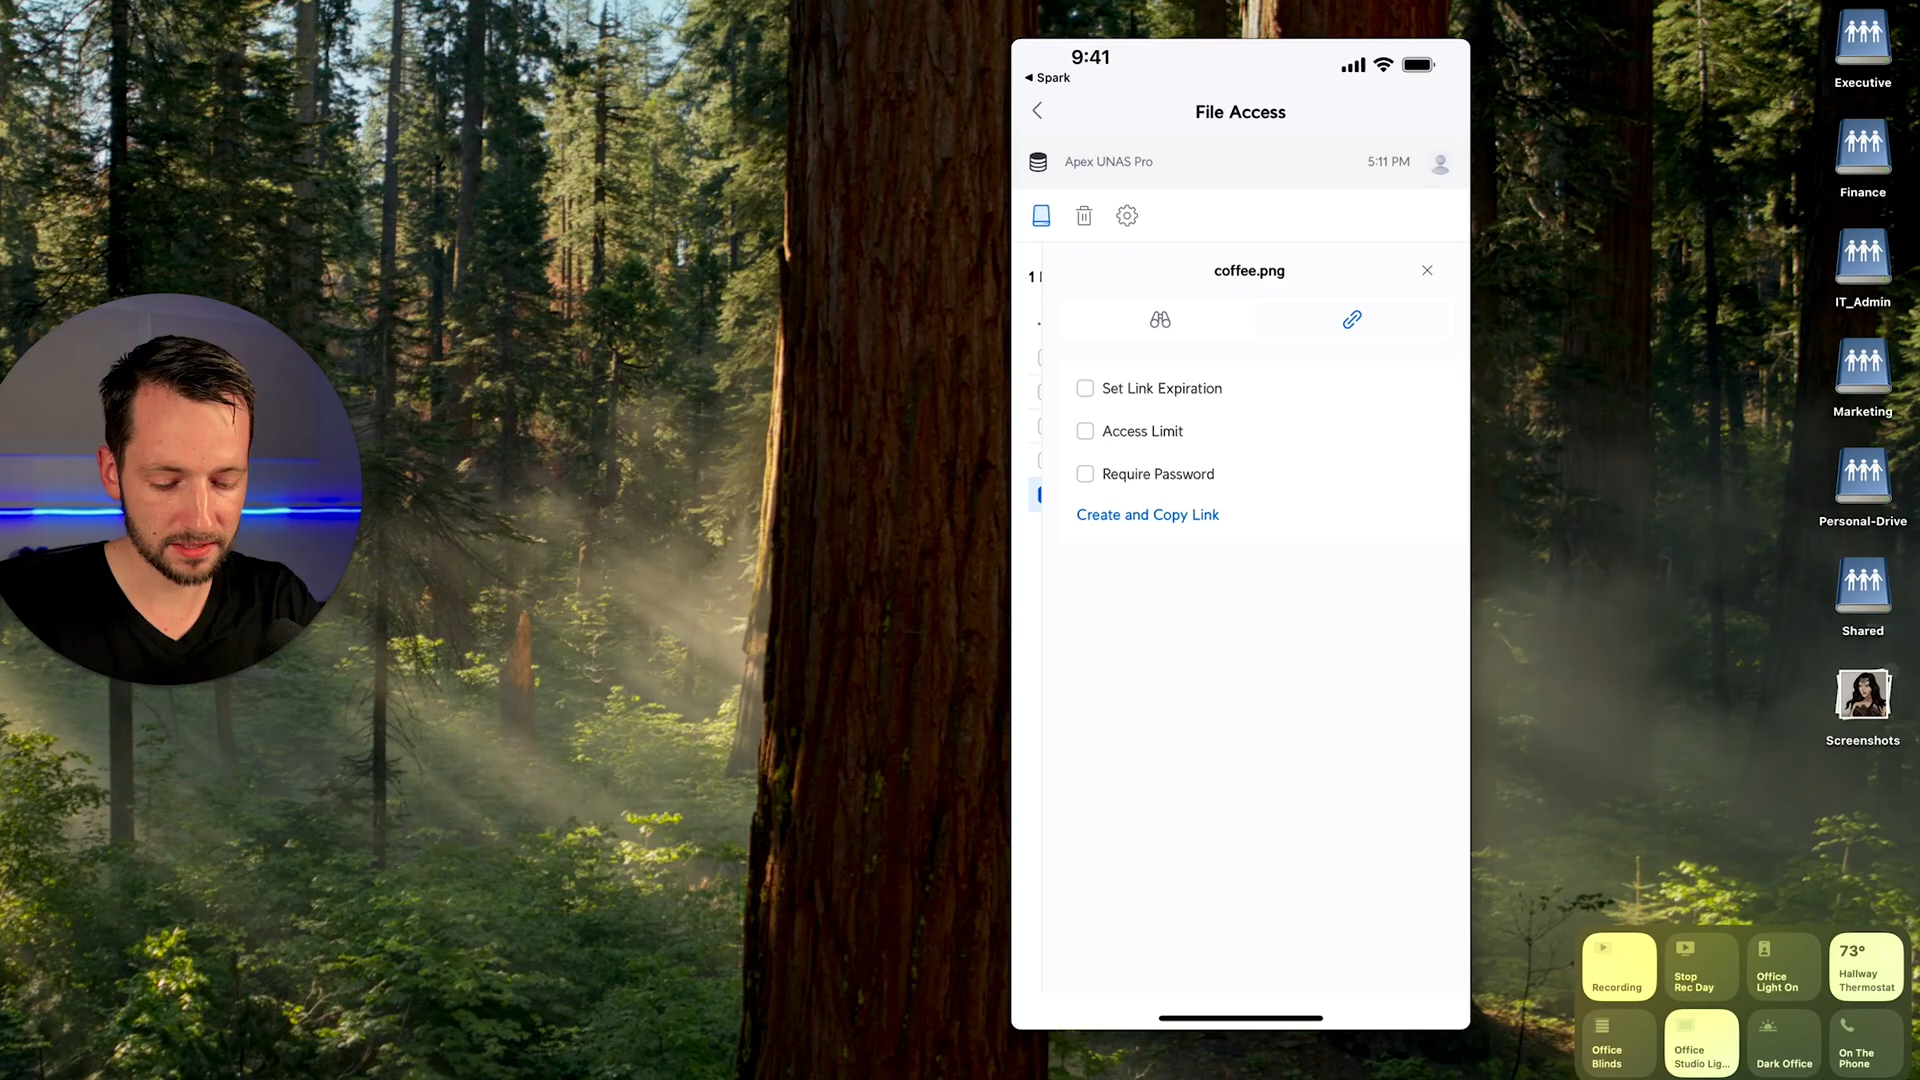 9:41
Spark
File Access
Apex UNAS Pro
5:11 PM
coffee.png
Set Link Expiration
Access Limit
Require Password
Create and Copy Link
Executive
Finance
IT_Admin
Marketing
Personal-Drive
Shared
Screenshots
Recording
Stop
Rec Day
Office
Light On
73°
Hallway
Thermostat
Office
Blinds
Office
Studio Lig...
Dark Office
On The
Phone